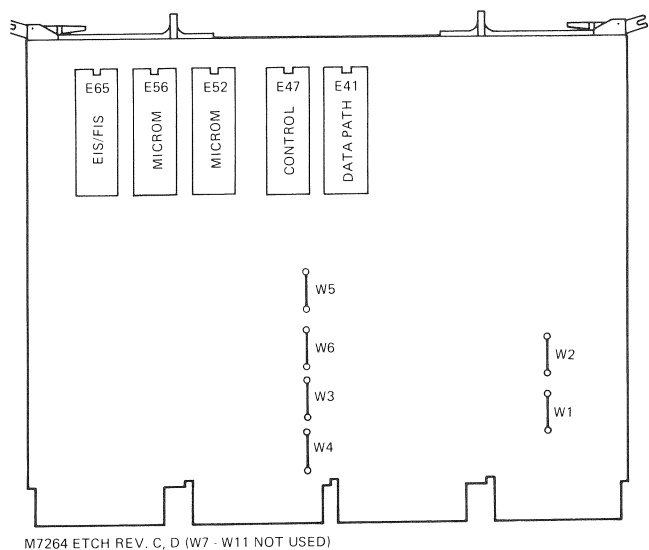 E65
E56
E52
E47
E41
EIS/FIS
MICROM
MICROM
CONTROL
DATA PATH
W5
W6
W2
W3
W1
W4
M7264 ETCH REV. C, D (W7 - W11 NOT USED)